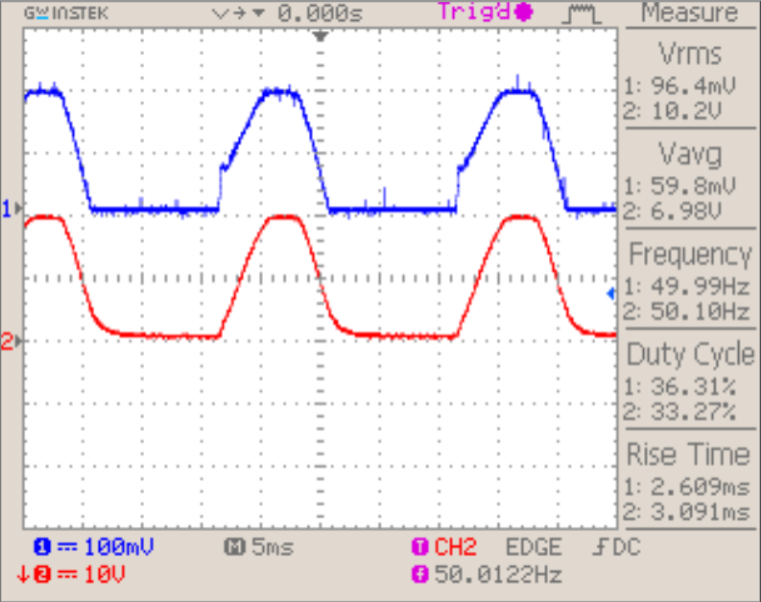 GWINSTEK 0.000s Trig'd Measure
Vrms
1: 96.4mV
2: 10.2V
Vavg
1: 59.8mV
2: 6.98V
Frequency
1: 49.99Hz
2: 50.10Hz
Duty Cycle
1: 36.31%
2: 33.27%
Rise Time
1: 2.609ms
2: 3.091ms
1
2
1 100mV M 5ms T CH2 EDGE DC
2 10V f 50.0122Hz